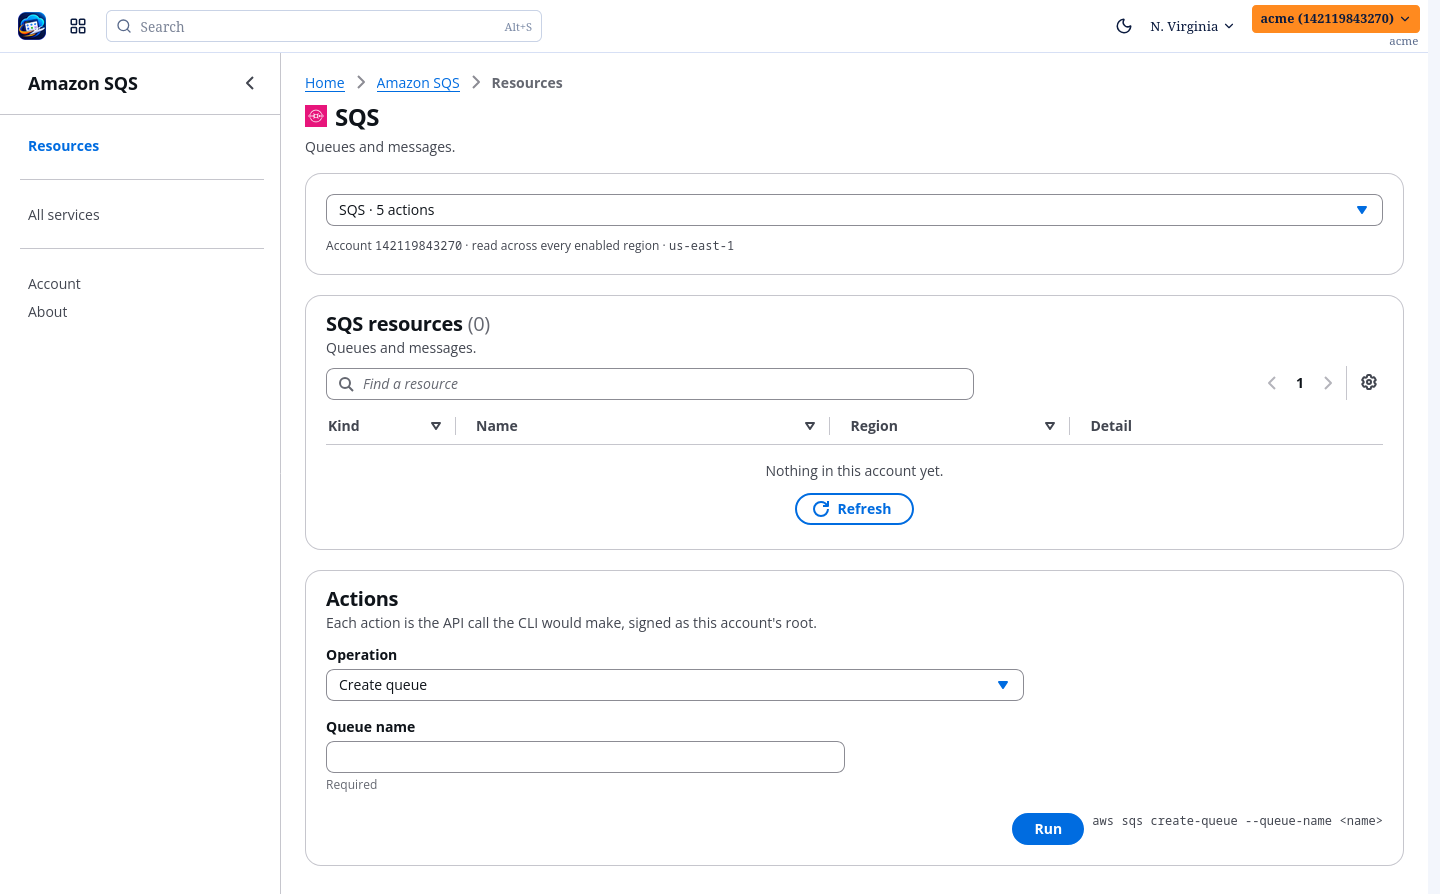 Search
Alt+S
N. Virginia
acme (142119843270)
acme
Amazon SQS
Resources
All services
Account
About
Home
Amazon SQS
Resources
SQS
Queues and messages.
SQS · 5 actions
Account 142119843270 · read across every enabled region · us-east-1
SQS resources (0)
Queues and messages.
Find a resource
1
Kind
Name
Region
Detail
Nothing in this account yet.
Refresh
Actions
Each action is the API call the CLI would make, signed as this account's root.
Operation
Create queue
Queue name
Required
Run
aws sqs create-queue --queue-name <name>